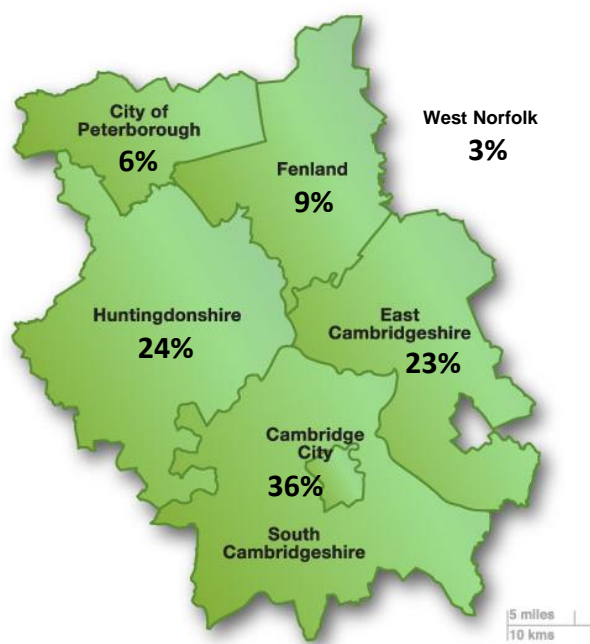 City of
Peterborough
6%
West Norfolk
3%
Fenland
9%
Huntingdonshire
24%
East
Cambridgeshire
23%
Cambridge
City
36%
South
Cambridgeshire
5 miles
10 kms